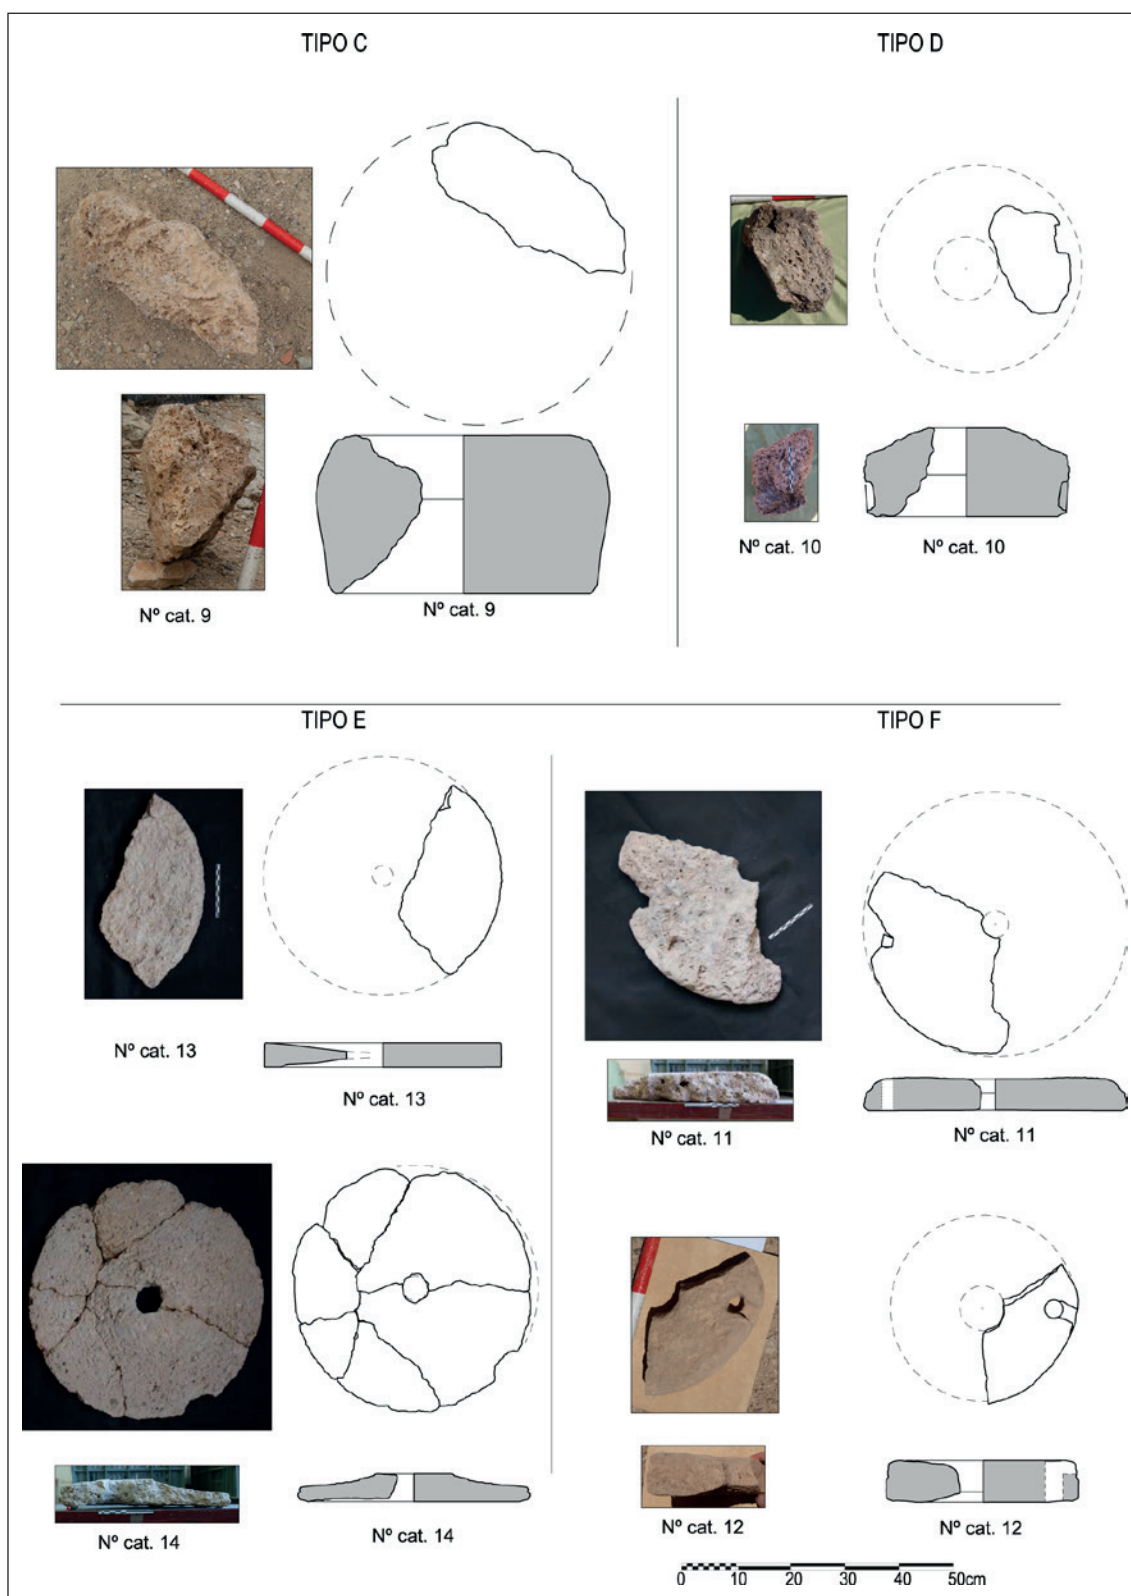 TIPO C
TIPO D
Nº cat. 9
Nº cat. 9
Nº cat. 10
Nº cat. 10
TIPO E
TIPO F
Nº cat. 13
Nº cat. 13
Nº cat. 11
Nº cat. 11
Nº cat. 14
Nº cat. 14
Nº cat. 12
Nº cat. 12
0 10 20 30 40 50cm